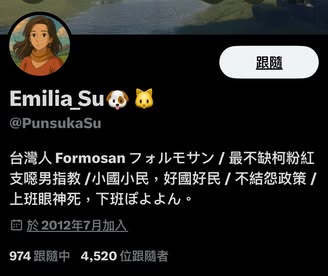 跟隨
Emilia_Su🐶🐱
@PunsukaSu
台灣人 Formosan フォルモサン / 最不缺柯粉紅
支噁男指教 /小國小民，好國好民 / 不結怨政策 /
上班眼神死，下班ぽよよん。
於 2012年7月加入
974 跟隨中 4,520 位跟隨者